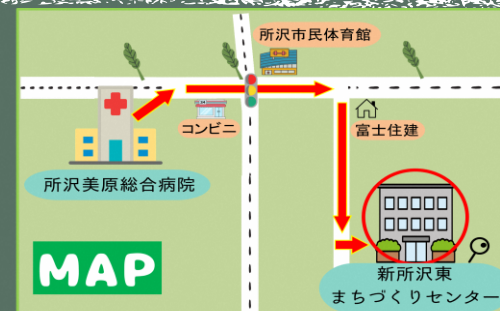 所沢市民体育館
コンビニ
富士住建
所沢美原総合病院
MAP
新所沢東
まちづくりセンター